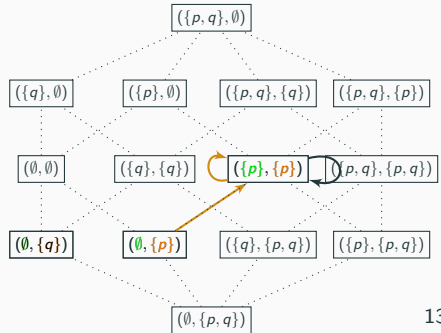 ({p, q}, ∅)
({q}, ∅) ({p}, ∅) ({p, q}, {q}) ({p, q}, {p})
(∅, ∅) ({q}, {q}) ({p}, {p}) ({p, q}, {p, q})
(∅, {q}) (∅, {p}) ({q}, {p, q}) ({p}, {p, q})
(∅, {p, q})
13